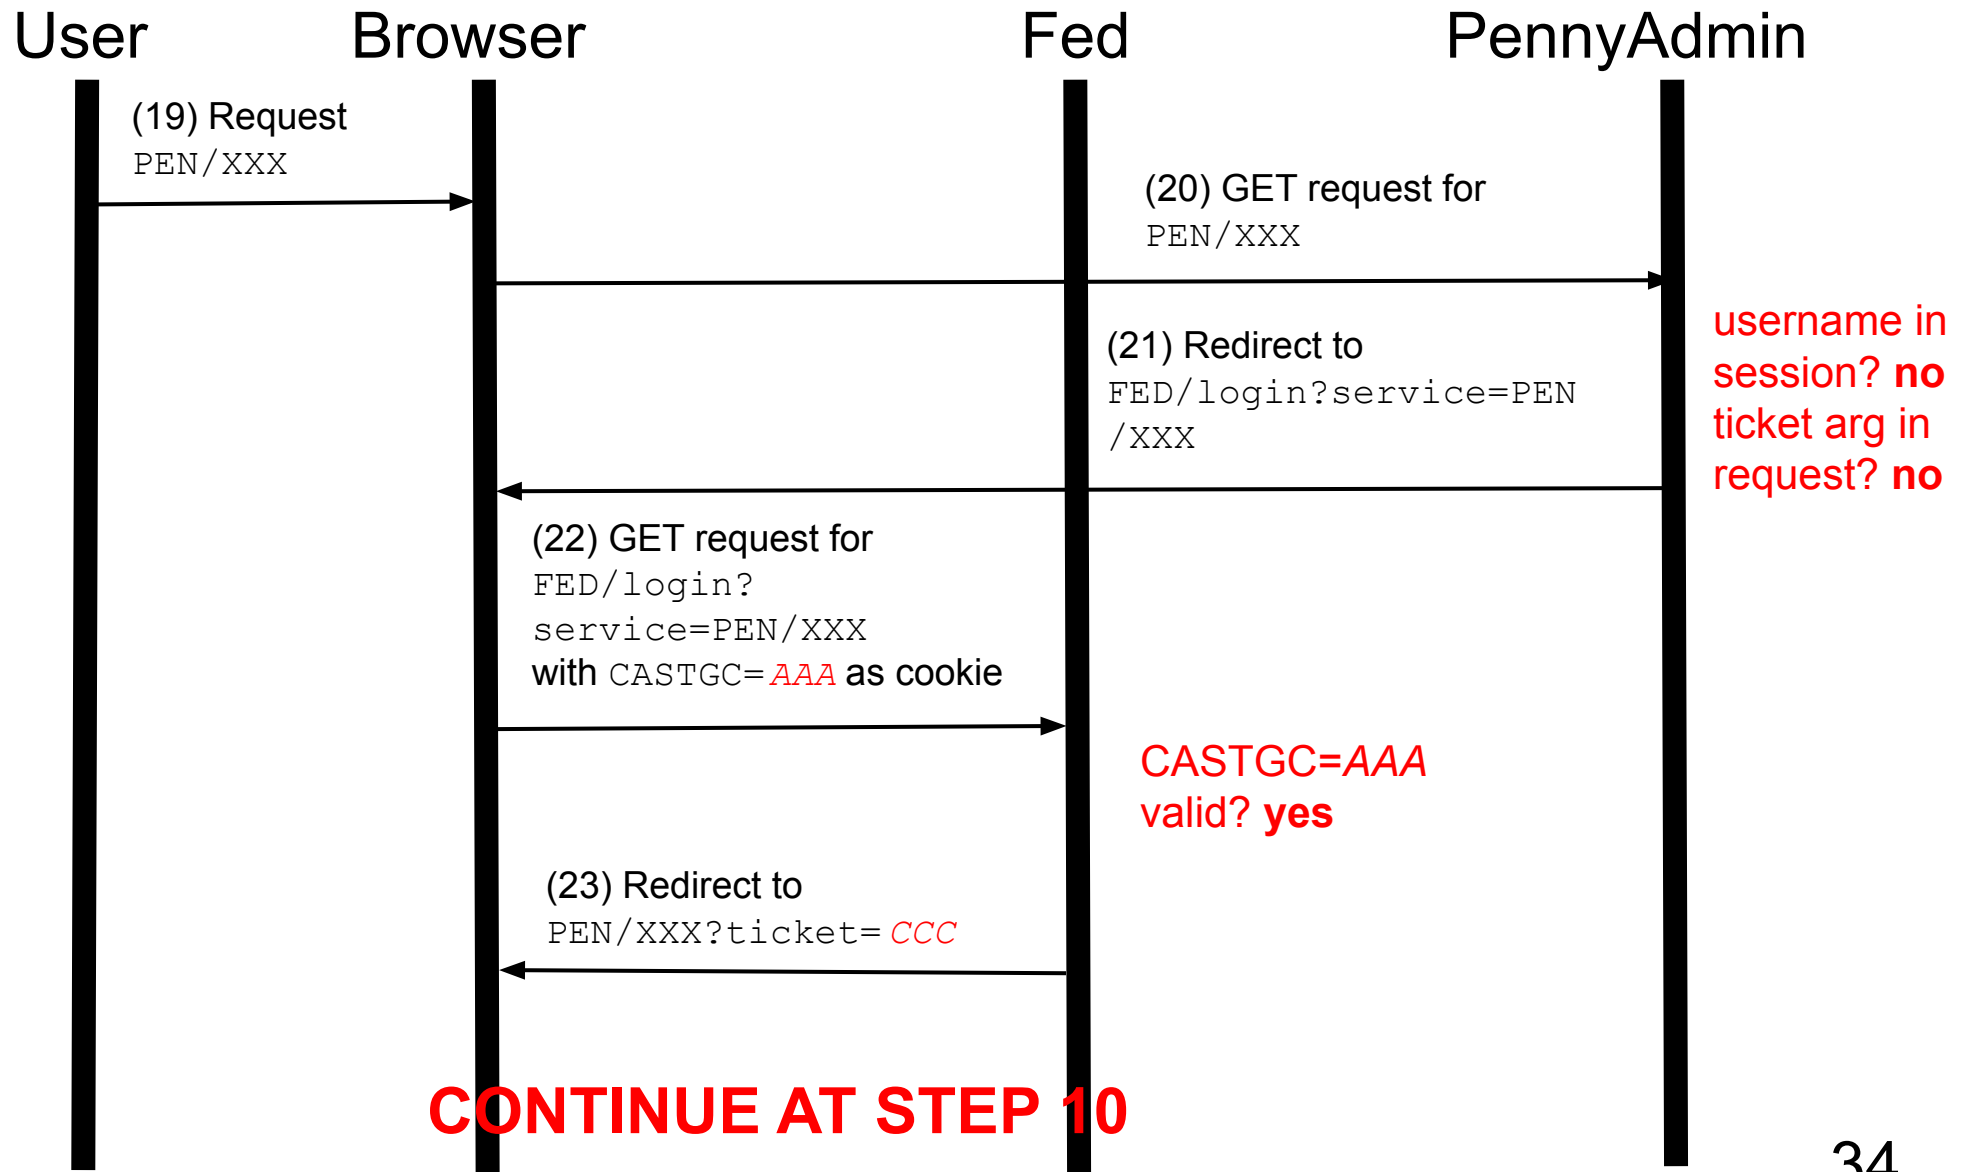 User Browser Fed PennyAdmin
(19) Request
PEN/XXX
(20) GET request for
PEN/XXX
(21) Redirect to
FED/login?service=PEN
/XXX
username in
session? no
ticket arg in
request? no
(22) GET request for
FED/login?
service=PEN/XXX
with CASTGC=AAA as cookie
CASTGC=AAA
valid? yes
(23) Redirect to
PEN/XXX?ticket=CCC
CONTINUE AT STEP 10
34